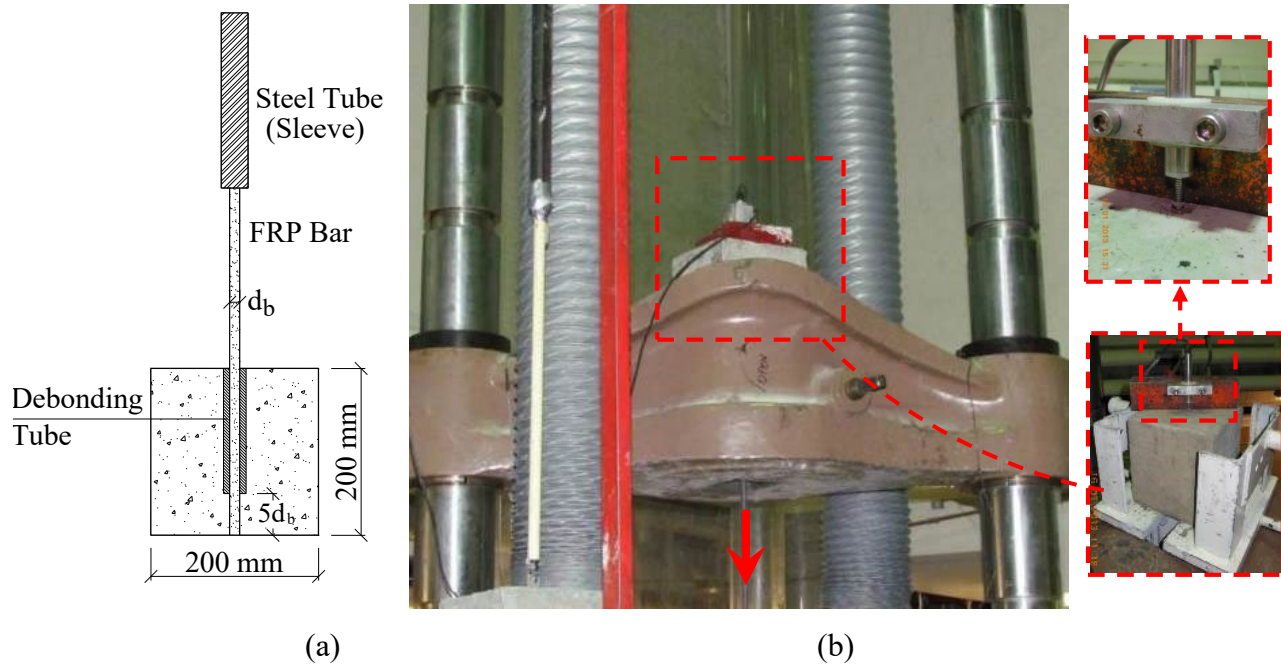 Steel Tube
(Sleeve)
FRP Bar
d_b
Debonding
Tube
5d_b
200 mm
200 mm
(a)
(b)